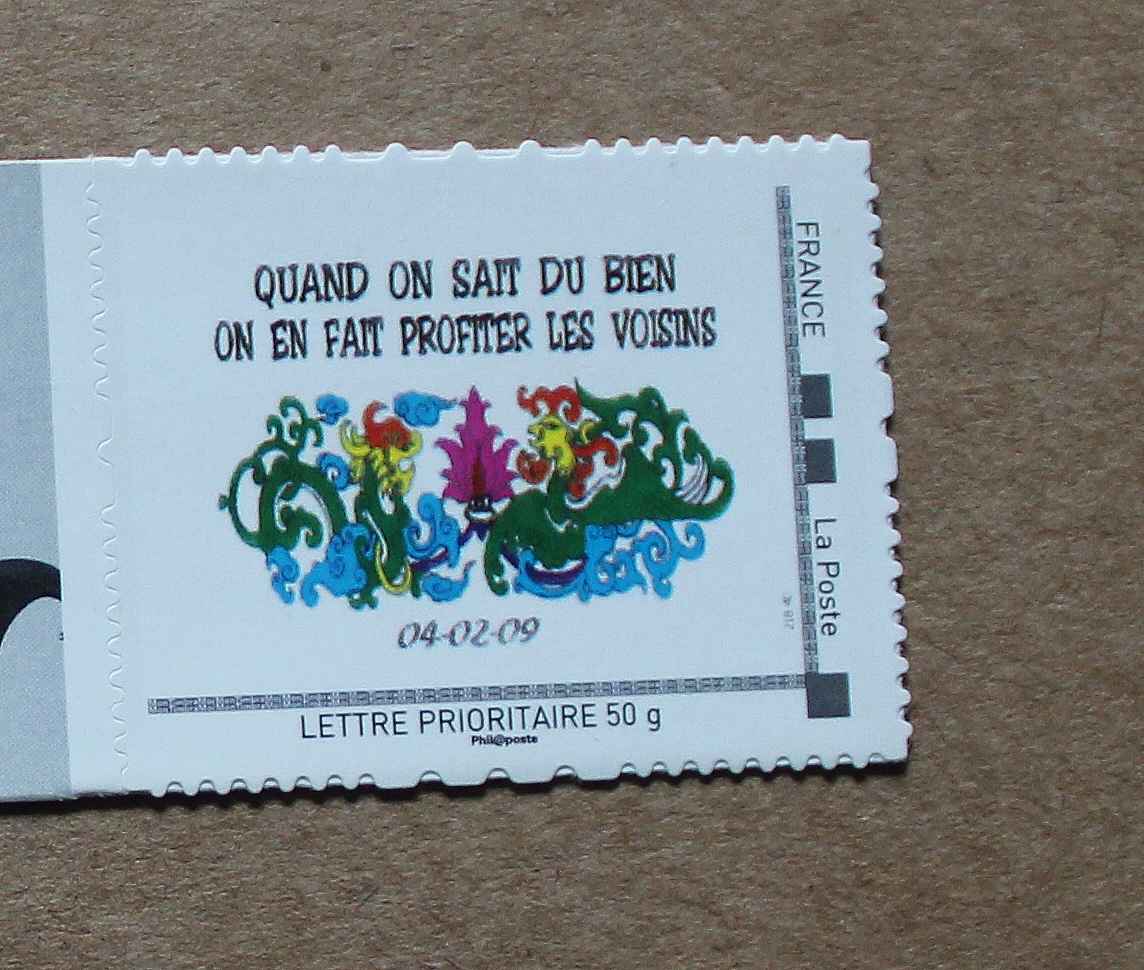 QUAND ON SAIT DU BIEN
ON EN FAIT PROFITER LES VOISINS
04-02-09
LETTRE PRIORITAIRE 50 g
Phil@poste
FRANCE
La Poste